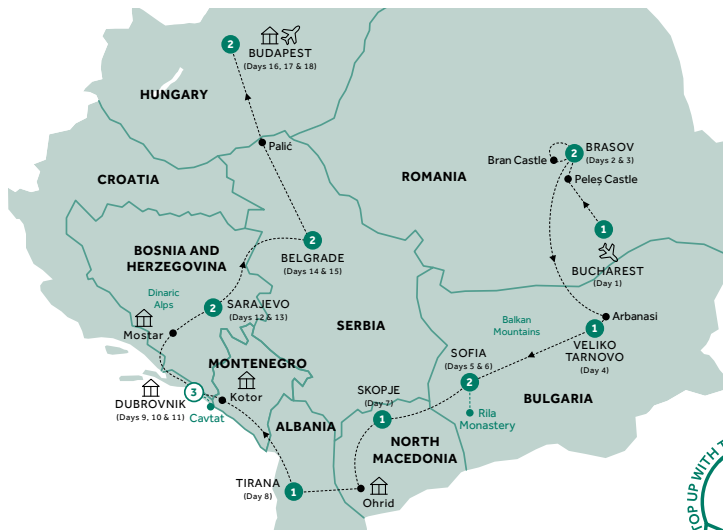 2
BUDAPEST
(Days 16, 17 & 18)
HUNGARY
Palić
CROATIA
ROMANIA
Bran Castle
2
BRASOV
(Days 2 & 3)
Peleş Castle
1
BUCHAREST
(Day 1)
BOSNIA AND
HERZEGOVINA
2
BELGRADE
(Days 14 & 15)
Dinaric
Alps
2
SARAJEVO
(Days 12 & 13)
Mostar
SERBIA
Arbanasi
Balkan
Mountains
1
VELIKO
TARNOVO
(Day 4)
MONTENEGRO
SOFIA
(Days 5 & 6)
2
BULGARIA
Rila
Monastery
3
DUBROVNIK
(Days 9, 10 & 11)
Kotor
Cavtat
SKOPJE
(Day 7)
1
ALBANIA
NORTH
MACEDONIA
TIRANA
(Day 8)
1
Ohrid
TOP UP WITH T